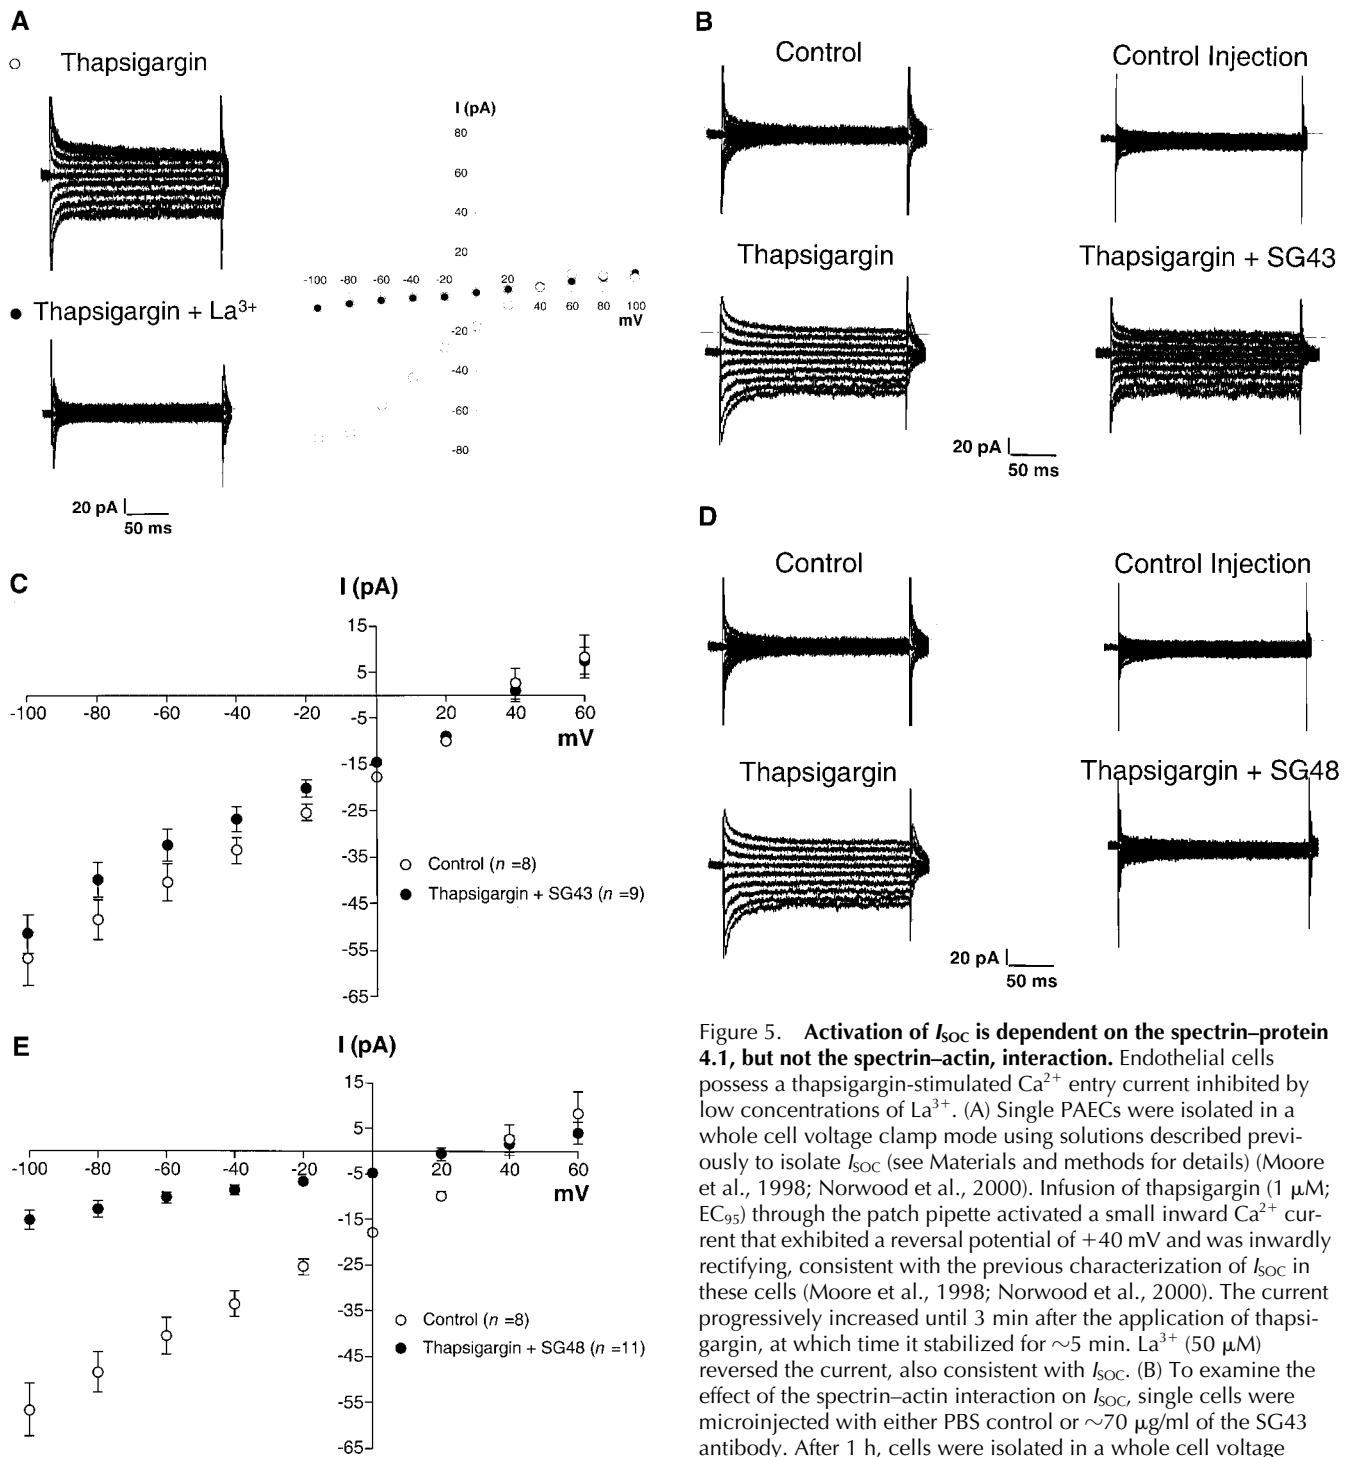 A
Thapsigargin
I (pA)
80
60
40
20
-100 -80 -60 -40 -20 20
40 60 80 100
mV
-20
-40
-60
-80
Thapsigargin + La3+
20 pA
50 ms
B
Control
Control Injection
Thapsigargin
Thapsigargin + SG43
20 pA
50 ms
C
I (pA)
15
5
-100 -80 -60 -40 -20 20 40 60
mV
-5
-15
-25
-35
-45
-55
-65
Control (n =8)
Thapsigargin + SG43 (n =9)
D
Control
Control Injection
Thapsigargin
Thapsigargin + SG48
20 pA
50 ms
E
I (pA)
15
5
-100 -80 -60 -40 -20 20 40 60
mV
-5
-15
-25
-35
-45
-55
-65
Control (n =8)
Thapsigargin + SG48 (n =11)
Figure 5. Activation of ISOC is dependent on the spectrin–protein
4.1, but not the spectrin–actin, interaction. Endothelial cells
possess a thapsigargin-stimulated Ca2+ entry current inhibited by
low concentrations of La3+. (A) Single PAECs were isolated in a
whole cell voltage clamp mode using solutions described previ-
ously to isolate ISOC (see Materials and methods for details) (Moore
et al., 1998; Norwood et al., 2000). Infusion of thapsigargin (1 μM;
EC95) through the patch pipette activated a small inward Ca2+ cur-
rent that exhibited a reversal potential of +40 mV and was inwardly
rectifying, consistent with the previous characterization of ISOC in
these cells (Moore et al., 1998; Norwood et al., 2000). The current
progressively increased until 3 min after the application of thapsi-
gargin, at which time it stabilized for ~5 min. La3+ (50 μM)
reversed the current, also consistent with ISOC. (B) To examine the
effect of the spectrin–actin interaction on ISOC, single cells were
microinjected with either PBS control or ~70 μg/ml of the SG43
antibody. After 1 h, cells were isolated in a whole cell voltage